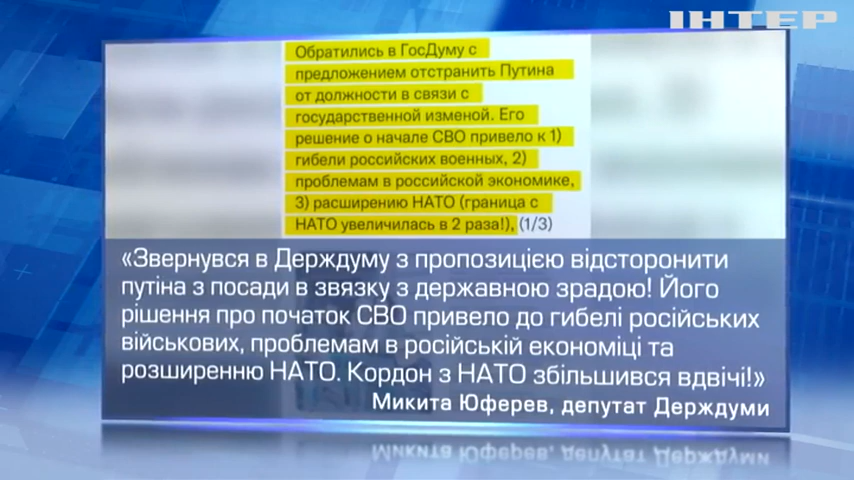 ІНТЕР
Обратились в ГосДуму с
предложением отстранить Путина
от должности в связи с
государственной изменой. Его
решение о начале СВО привело к 1)
гибели российских военных, 2)
проблемам в российской экономике,
3) расширению НАТО (граница с
НАТО увеличилась в 2 раза!), (1/3)
«Звернувся в Держдуму з пропозицією відсторонити
путіна з посади в звязку з державною зрадою! Його
рішення про початок СВО привело до гибелі російських
військових, проблемам в російській економіці та
розширенню НАТО. Кордон з НАТО збільшився вдвічі!»
Микита Юферев, депутат Держдуми